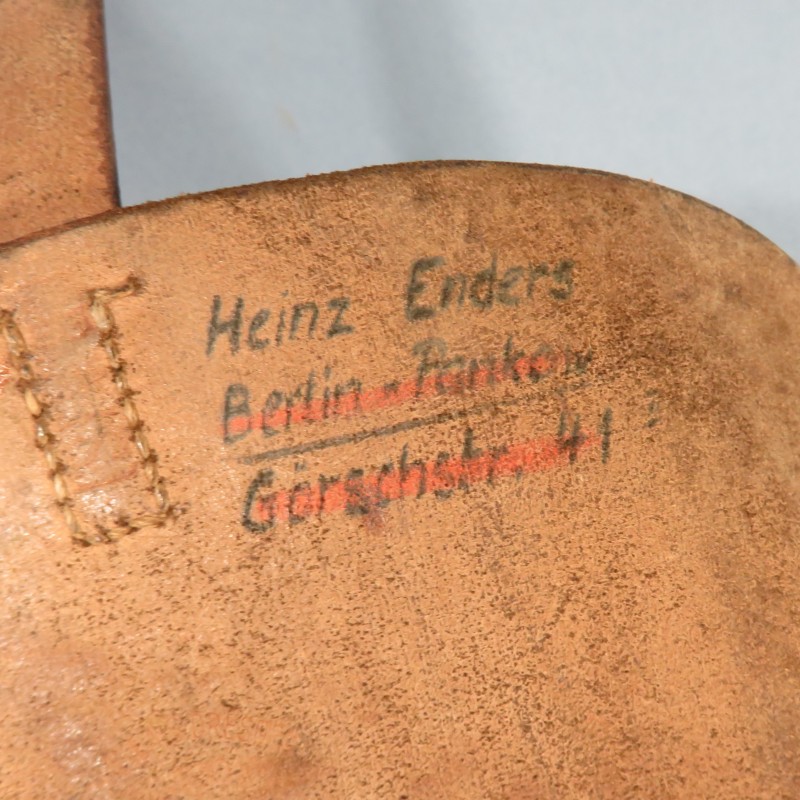 Heinz Enders
Berlin-Pankow
Görschstr. 41 I